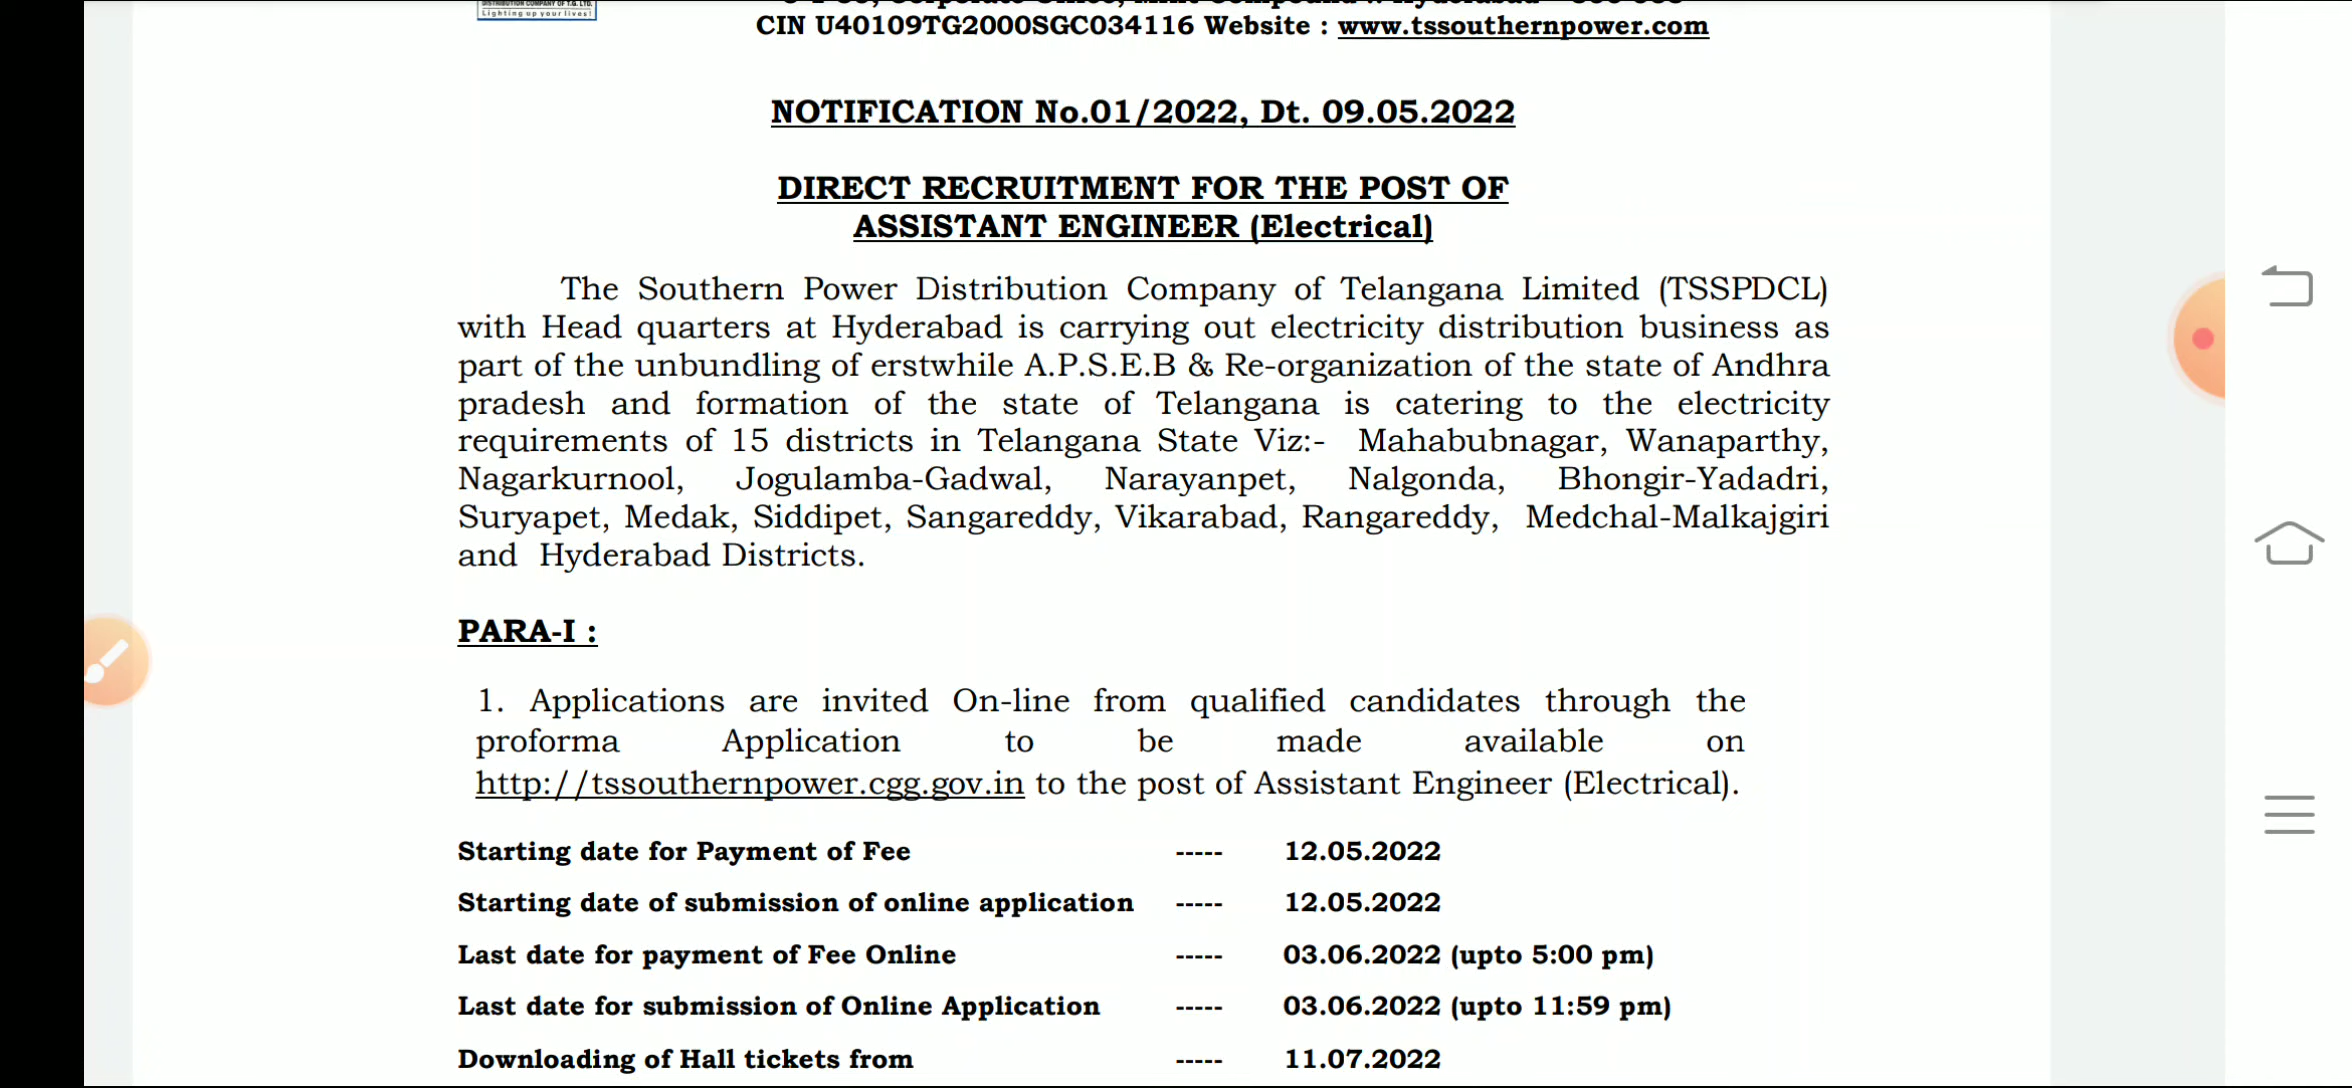 DISTRIBUTION COMPANY OF T.G. LTD.
Lighting up your lives!
CIN U40109TG2000SGC034116 Website : www.tssouthernpower.com
NOTIFICATION No.01/2022, Dt. 09.05.2022
DIRECT RECRUITMENT FOR THE POST OF
ASSISTANT ENGINEER (Electrical)
The Southern Power Distribution Company of Telangana Limited (TSSPDCL)
with Head quarters at Hyderabad is carrying out electricity distribution business as
part of the unbundling of erstwhile A.P.S.E.B & Re-organization of the state of Andhra
pradesh and formation of the state of Telangana is catering to the electricity
requirements of 15 districts in Telangana State Viz:- Mahabubnagar, Wanaparthy,
Nagarkurnool, Jogulamba-Gadwal, Narayanpet, Nalgonda, Bhongir-Yadadri,
Suryapet, Medak, Siddipet, Sangareddy, Vikarabad, Rangareddy, Medchal-Malkajgiri
and Hyderabad Districts.
PARA-I :
1. Applications are invited On-line from qualified candidates through the
proforma Application to be made available on
http://tssouthernpower.cgg.gov.in to the post of Assistant Engineer (Electrical).
Starting date for Payment of Fee ----- 12.05.2022
Starting date of submission of online application ----- 12.05.2022
Last date for payment of Fee Online ----- 03.06.2022 (upto 5:00 pm)
Last date for submission of Online Application ----- 03.06.2022 (upto 11:59 pm)
Downloading of Hall tickets from ----- 11.07.2022